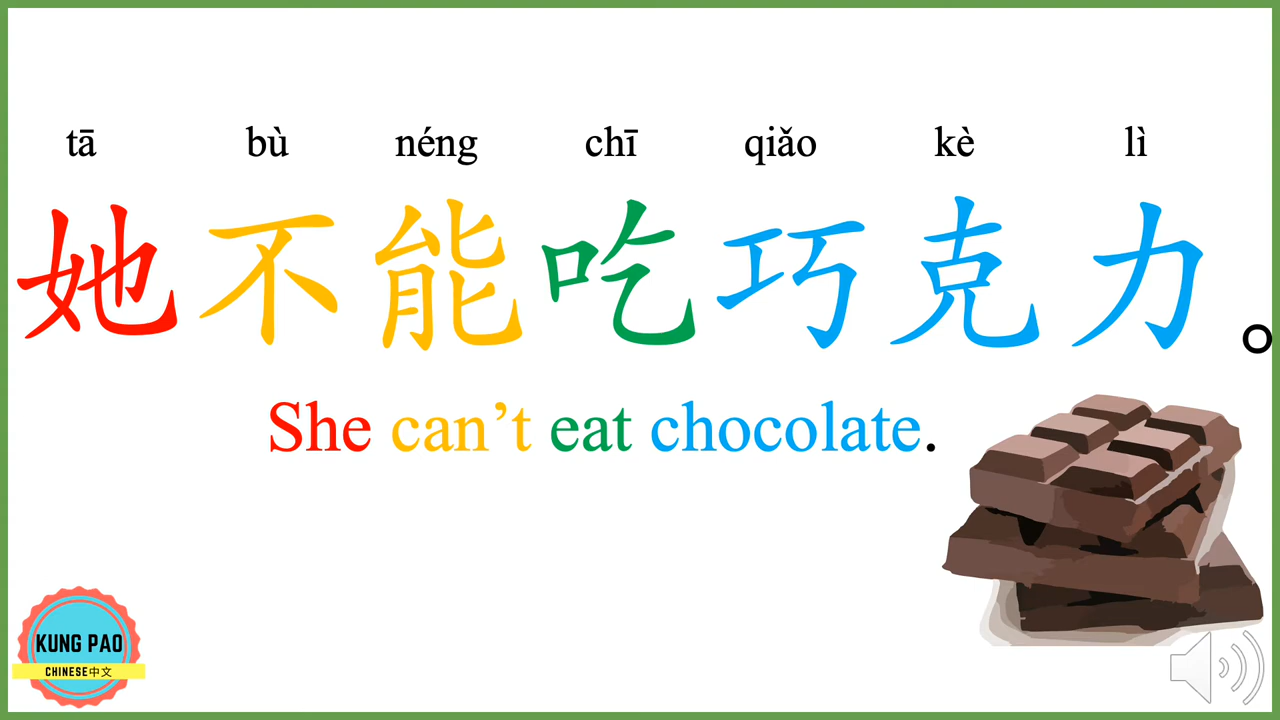 tā bù néng chī qiǎo kè lì
她不能吃巧克力。
She can’t eat chocolate.
KUNG PAO
CHINESE中文